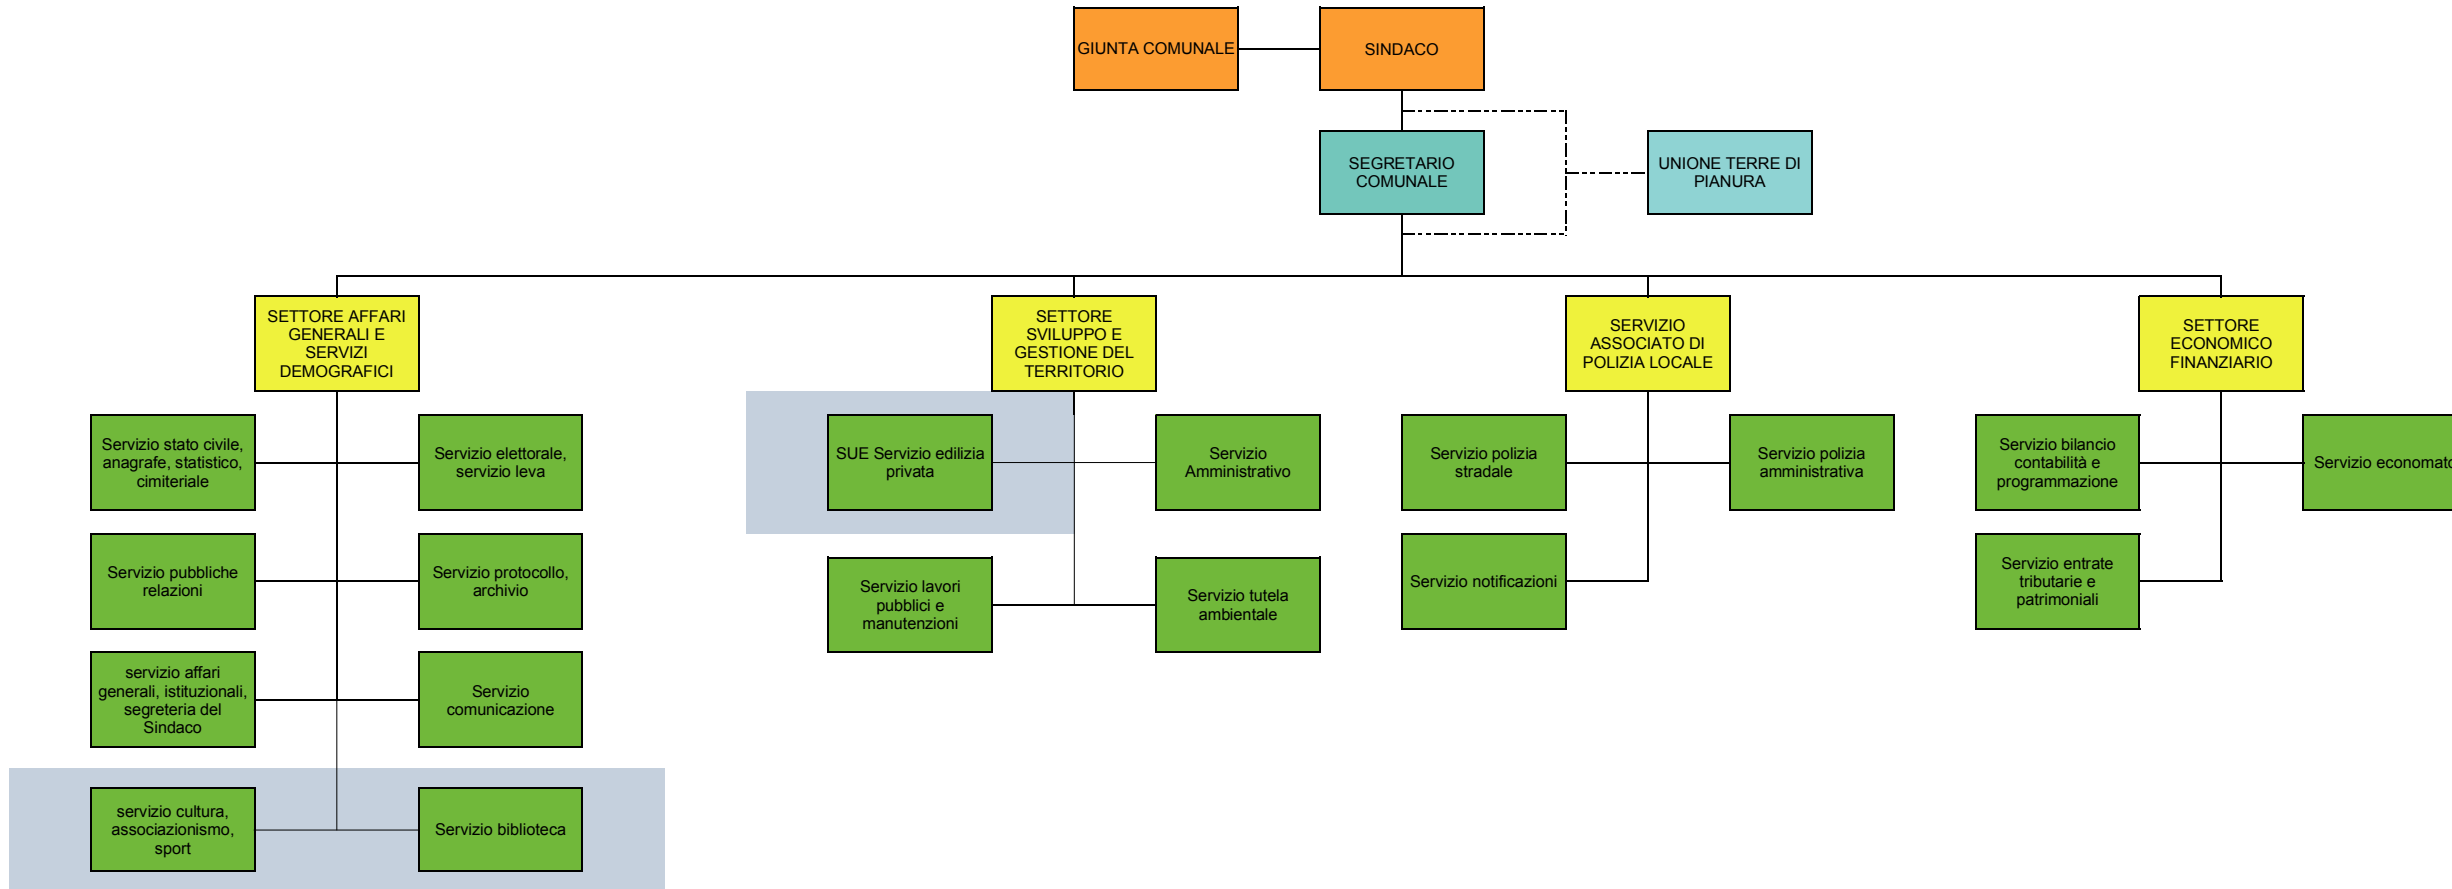 GIUNTA COMUNALE
SINDACO
SEGRETARIO
COMUNALE
UNIONE TERRE DI
PIANURA
SETTORE AFFARI
GENERALI E
SERVIZI
DEMOGRAFICI
SETTORE
SVILUPPO E
GESTIONE DEL
TERRITORIO
SERVIZIO
ASSOCIATO DI
POLIZIA LOCALE
SETTORE
ECONOMICO
FINANZIARIO
Servizio stato civile,
anagrafe, statistico,
cimiteriale
Servizio elettorale,
servizio leva
SUE Servizio edilizia
privata
Servizio
Amministrativo
Servizio polizia
stradale
Servizio polizia
amministrativa
Servizio bilancio
contabilità e
programmazione
Servizio economato
Servizio pubbliche
relazioni
Servizio protocollo,
archivio
Servizio lavori
pubblici e
manutenzioni
Servizio tutela
ambientale
Servizio notificazioni
Servizio entrate
tributarie e
patrimoniali
servizio affari
generali, istituzionali,
segreteria del
Sindaco
Servizio
comunicazione
servizio cultura,
associazionismo,
sport
Servizio biblioteca